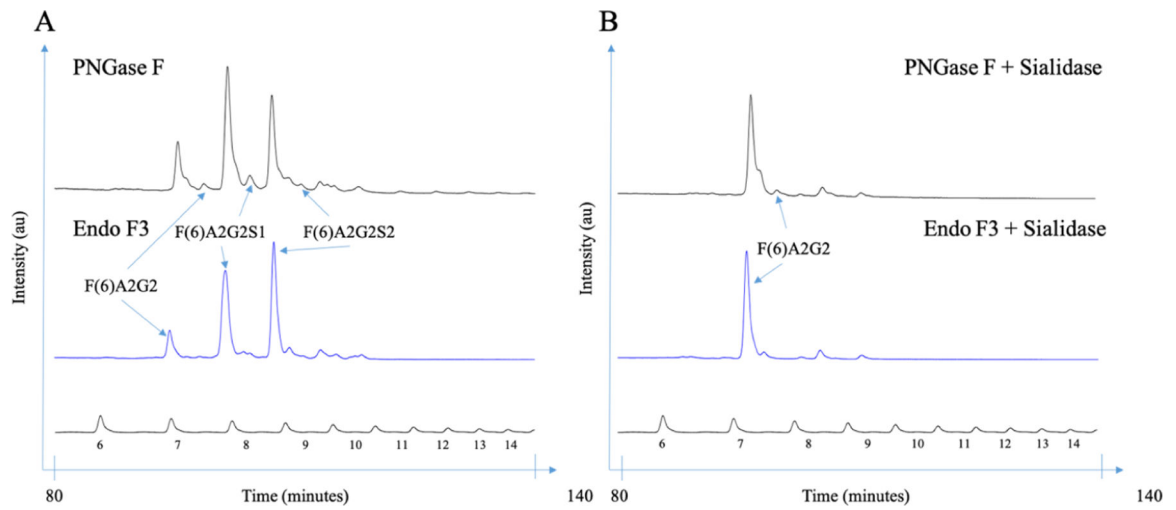 A
PNGase F
F(6)A2G2S1
F(6)A2G2S2
Endo F3
F(6)A2G2
Intensity (au)
6 7 8 9 10 11 12 13 14
80 Time (minutes) 140
B
PNGase F + Sialidase
F(6)A2G2
Endo F3 + Sialidase
Intensity (au)
6 7 8 9 10 11 12 13 14
80 Time (minutes) 140